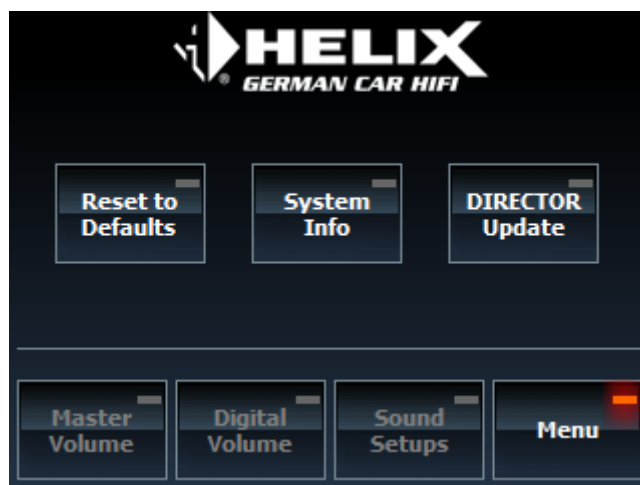 HELIX
®
GERMAN CAR HIFI
Reset to
Defaults
System
Info
DIRECTOR
Update
Master
Volume
Digital
Volume
Sound
Setups
Menu